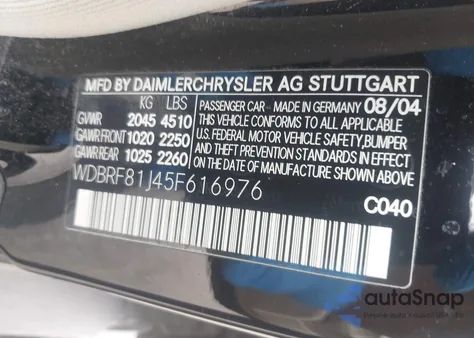 MFD BY DAIMLERCHRYSLER AG STUTTGART
KG LBS PASSENGER CAR - MADE IN GERMANY 08/04
GVWR 2045 4510 THIS VEHICLE CONFORMS TO ALL APPLICABLE
GAWR FRONT 1020 2250 U.S. FEDERAL MOTOR VEHICLE SAFETY, BUMPER,
GAWR REAR 1025 2260 AND THEFT PREVENTION STANDARDS IN EFFECT
ON THE DATE OF MANUFACTURE SHOWN ABOVE.
WDBRF81J45F616976
C040
autoSnap